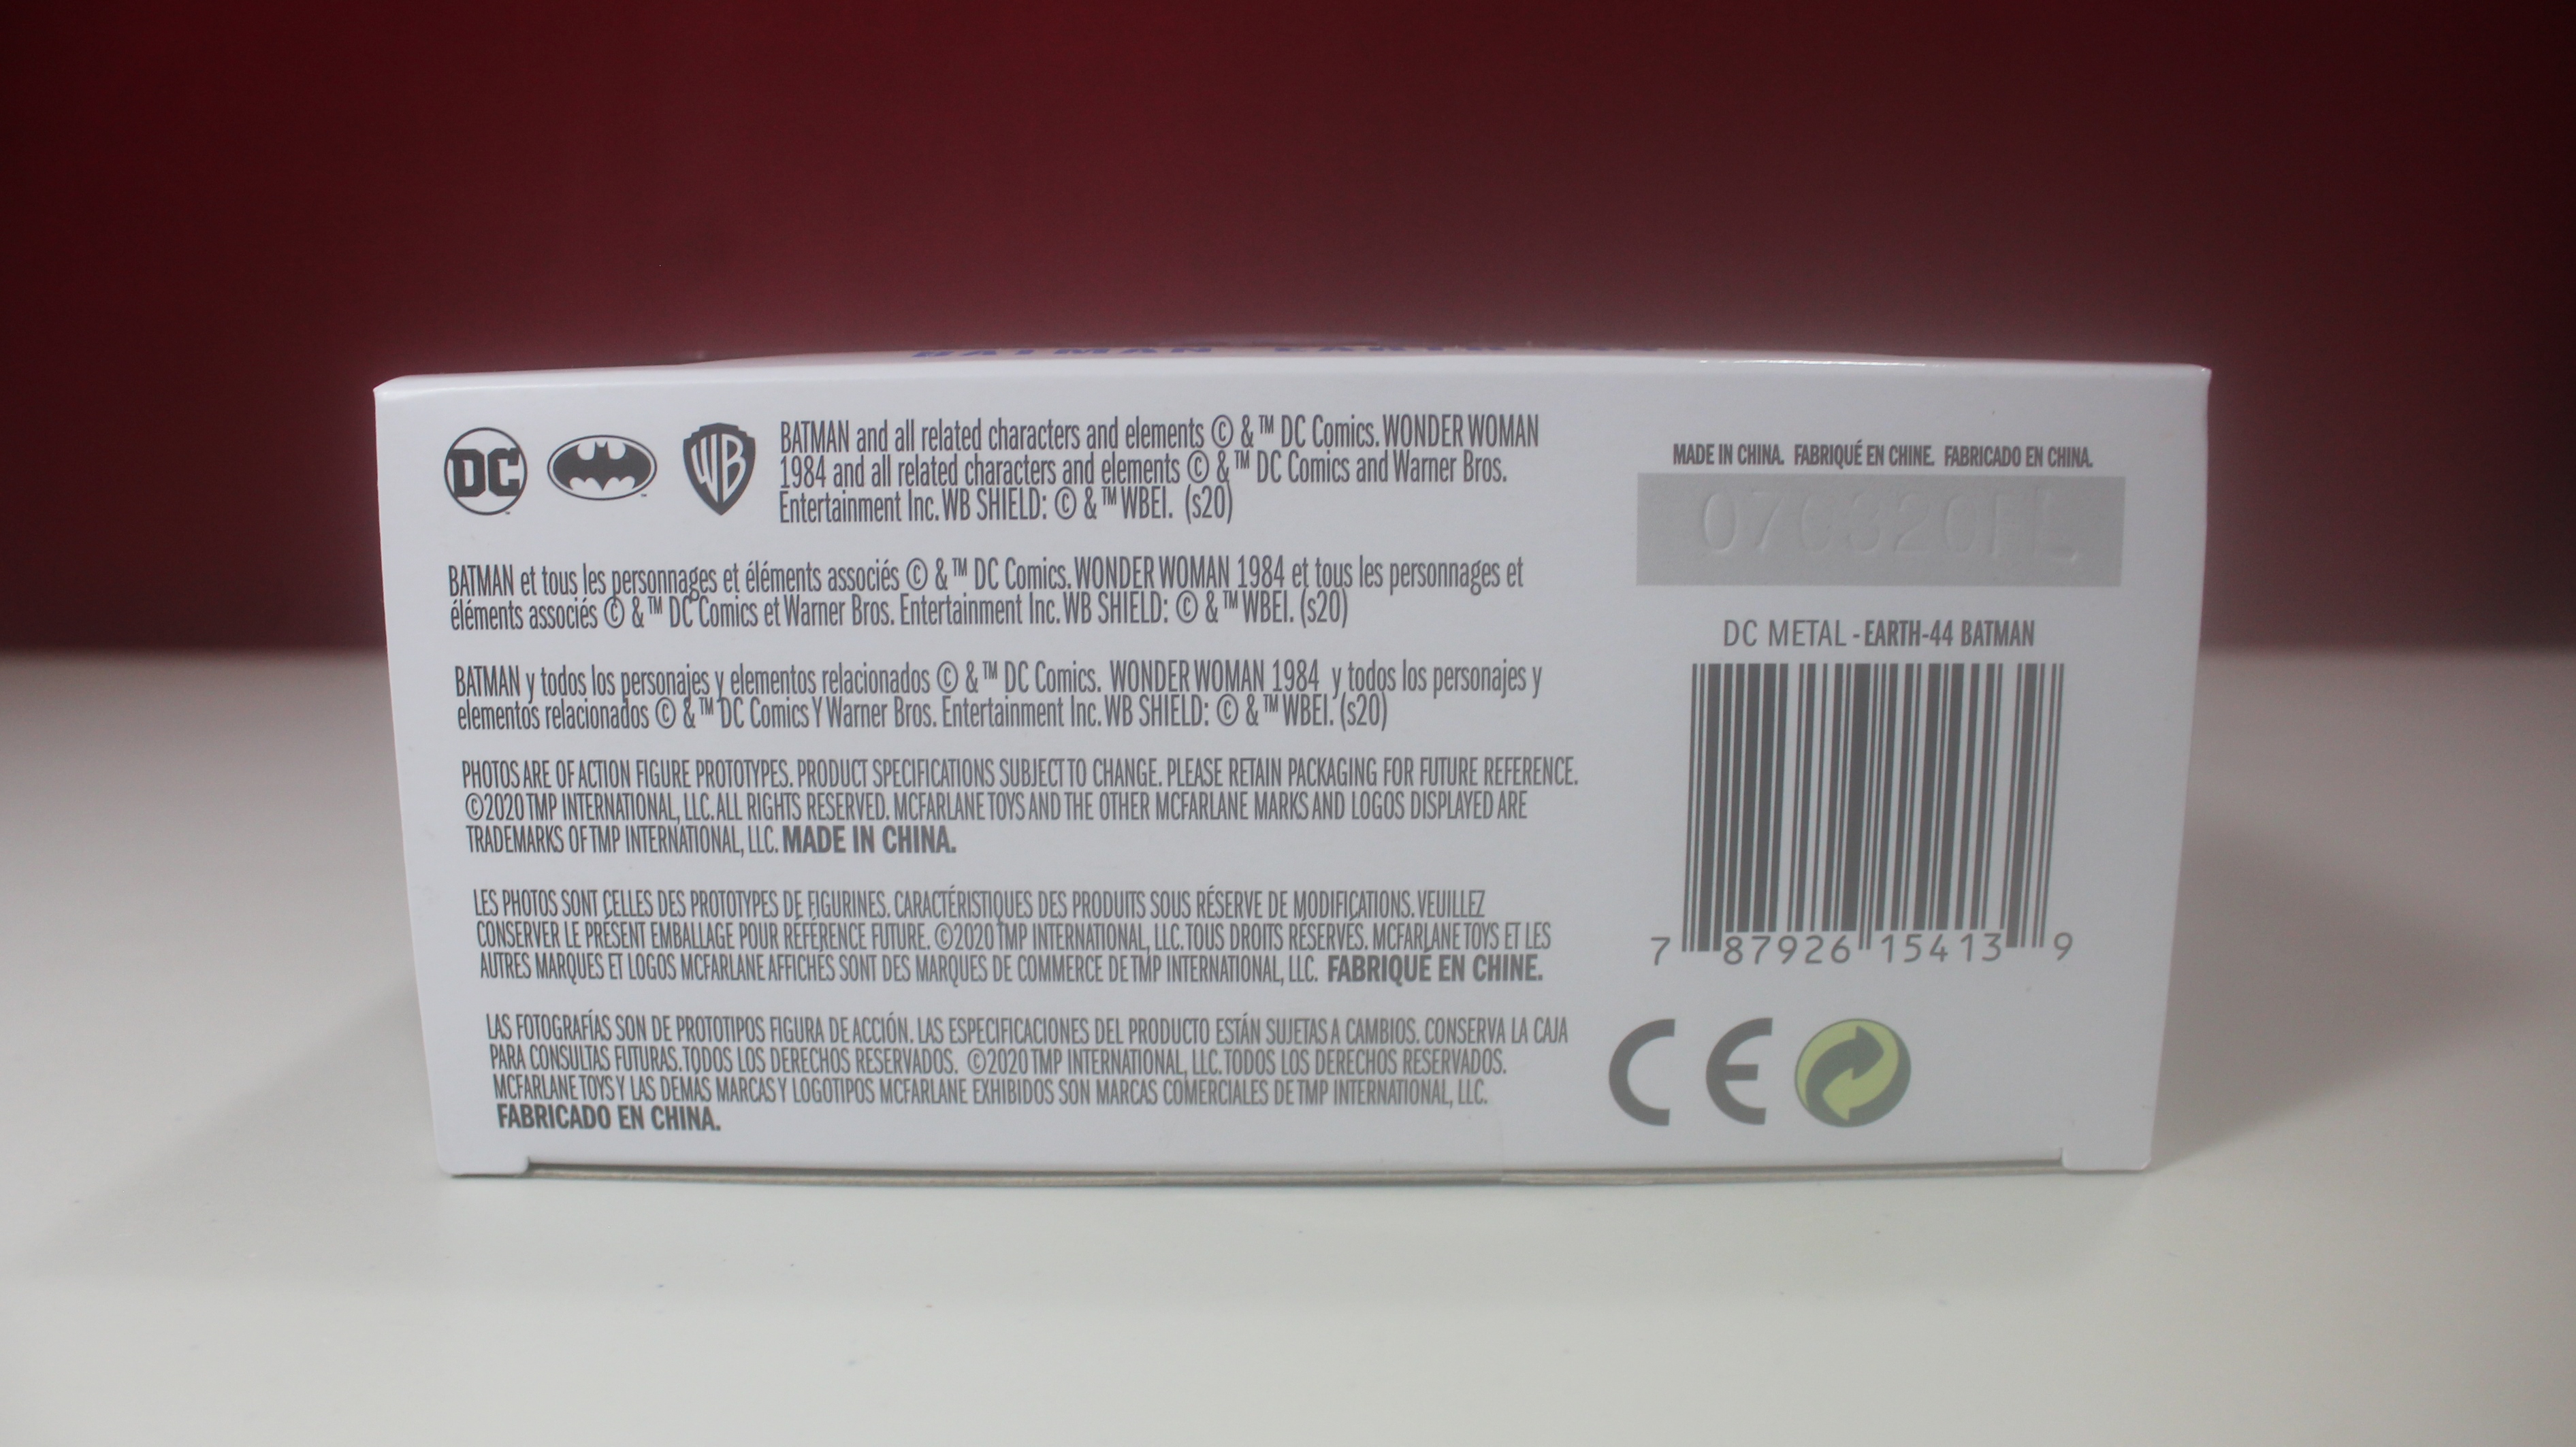 DC WB BATMAN and all related characters and elements © & ™ DC Comics. WONDER WOMAN
1984 and all related characters and elements © & ™ DC Comics and Warner Bros.
Entertainment Inc. WB SHIELD: © & ™ WBEI. (s20)
BATMAN et tous les personnages et éléments associés © & ™ DC Comics. WONDER WOMAN 1984 et tous les personnages et
éléments associés © & ™ DC Comics et Warner Bros. Entertainment Inc. WB SHIELD: © & ™ WBEI. (s20)
BATMAN y todos los personajes y elementos relacionados © & ™ DC Comics. WONDER WOMAN 1984 y todos los personajes y
elementos relacionados © & ™ DC Comics Y Warner Bros. Entertainment Inc. WB SHIELD: © & ™ WBEI. (s20)
PHOTOS ARE OF ACTION FIGURE PROTOTYPES. PRODUCT SPECIFICATIONS SUBJECT TO CHANGE. PLEASE RETAIN PACKAGING FOR FUTURE REFERENCE.
©2020 TMP INTERNATIONAL, LLC. ALL RIGHTS RESERVED. MCFARLANE TOYS AND THE OTHER MCFARLANE MARKS AND LOGOS DISPLAYED ARE
TRADEMARKS OF TMP INTERNATIONAL, LLC. MADE IN CHINA.
LES PHOTOS SONT CELLES DES PROTOTYPES DE FIGURINES. CARACTÉRISTIQUES DES PRODUITS SOUS RÉSERVE DE MODIFICATIONS. VEUILLEZ
CONSERVER LE PRÉSENT EMBALLAGE POUR RÉFÉRENCE FUTURE. ©2020 TMP INTERNATIONAL, LLC. TOUS DROITS RÉSERVÉS. MCFARLANE TOYS ET LES
AUTRES MARQUES ET LOGOS MCFARLANE AFFICHÉS SONT DES MARQUES DE COMMERCE DE TMP INTERNATIONAL, LLC. FABRIQUÉ EN CHINE.
LAS FOTOGRAFÍAS SON DE PROTOTIPOS FIGURA DE ACCIÓN. LAS ESPECIFICACIONES DEL PRODUCTO ESTÁN SUJETAS A CAMBIOS. CONSERVA LA CAJA
PARA CONSULTAS FUTURAS. TODOS LOS DERECHOS RESERVADOS. ©2020 TMP INTERNATIONAL, LLC. TODOS LOS DERECHOS RESERVADOS.
MCFARLANE TOYS Y LAS DEMÁS MARCAS Y LOGOTIPOS MCFARLANE EXHIBIDOS SON MARCAS COMERCIALES DE TMP INTERNATIONAL, LLC.
FABRICADO EN CHINA.
MADE IN CHINA. FABRIQUÉ EN CHINE. FABRICADO EN CHINA.
DC METAL - EARTH-44 BATMAN
7 87926 15413 9
CE